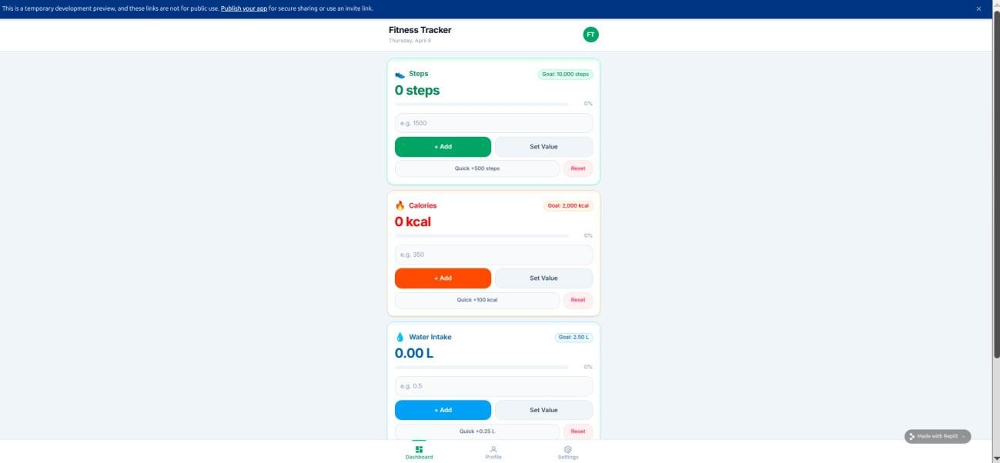 This is a temporary development preview, and these links are not for public use. Publish your app for secure sharing or use an invite link.
Fitness Tracker
Thursday, April 9
FT
Steps
Goal: 10,000 steps
0 steps
0%
e.g. 1500
+ Add
Set Value
Quick +500 steps
Reset
Calories
Goal: 2,000 kcal
0 kcal
0%
e.g. 350
+ Add
Set Value
Quick +100 kcal
Reset
Water Intake
Goal: 2.50 L
0.00 L
0%
e.g. 0.5
+ Add
Set Value
Quick +0.25 L
Reset
Made with Replit
Dashboard
Profile
Settings